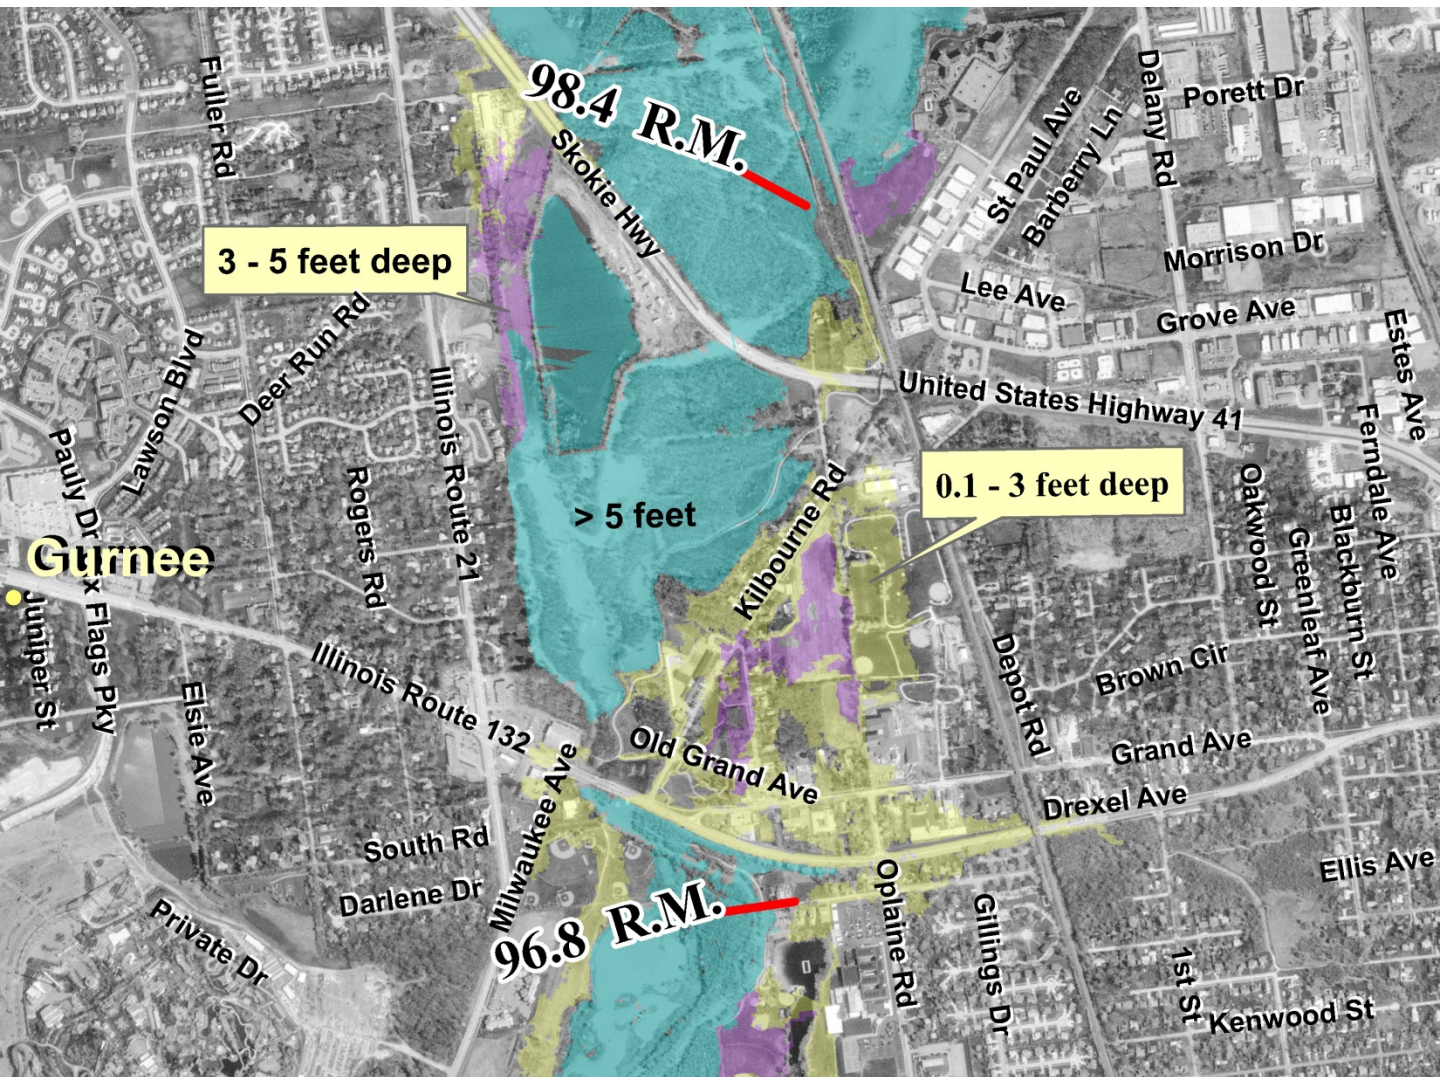 Fuller Rd
98.4 R.M.
Skokie Hwy
St Paul Ave
Barberry Ln
Delany Rd
Porett Dr
Morrison Dr
Lee Ave
Grove Ave
Estes Ave
3 - 5 feet deep
Deer Run Rd
Lawson Blvd
Illinois Route 21
Rogers Rd
Pauly Dr
United States Highway 41
Ferndale Ave
Blackburn St
Greenleaf Ave
Oakwood St
0.1 - 3 feet deep
> 5 feet
Kilbourne Rd
Gurnee
Juniper St
x Flags Pky
Elsie Ave
Illinois Route 132
Milwaukee Ave
Old Grand Ave
Depot Rd
Brown Cir
Grand Ave
Drexel Ave
South Rd
Darlene Dr
Private Dr
96.8 R.M.
Oplaine Rd
Gillings Dr
Ellis Ave
1st St
Kenwood St